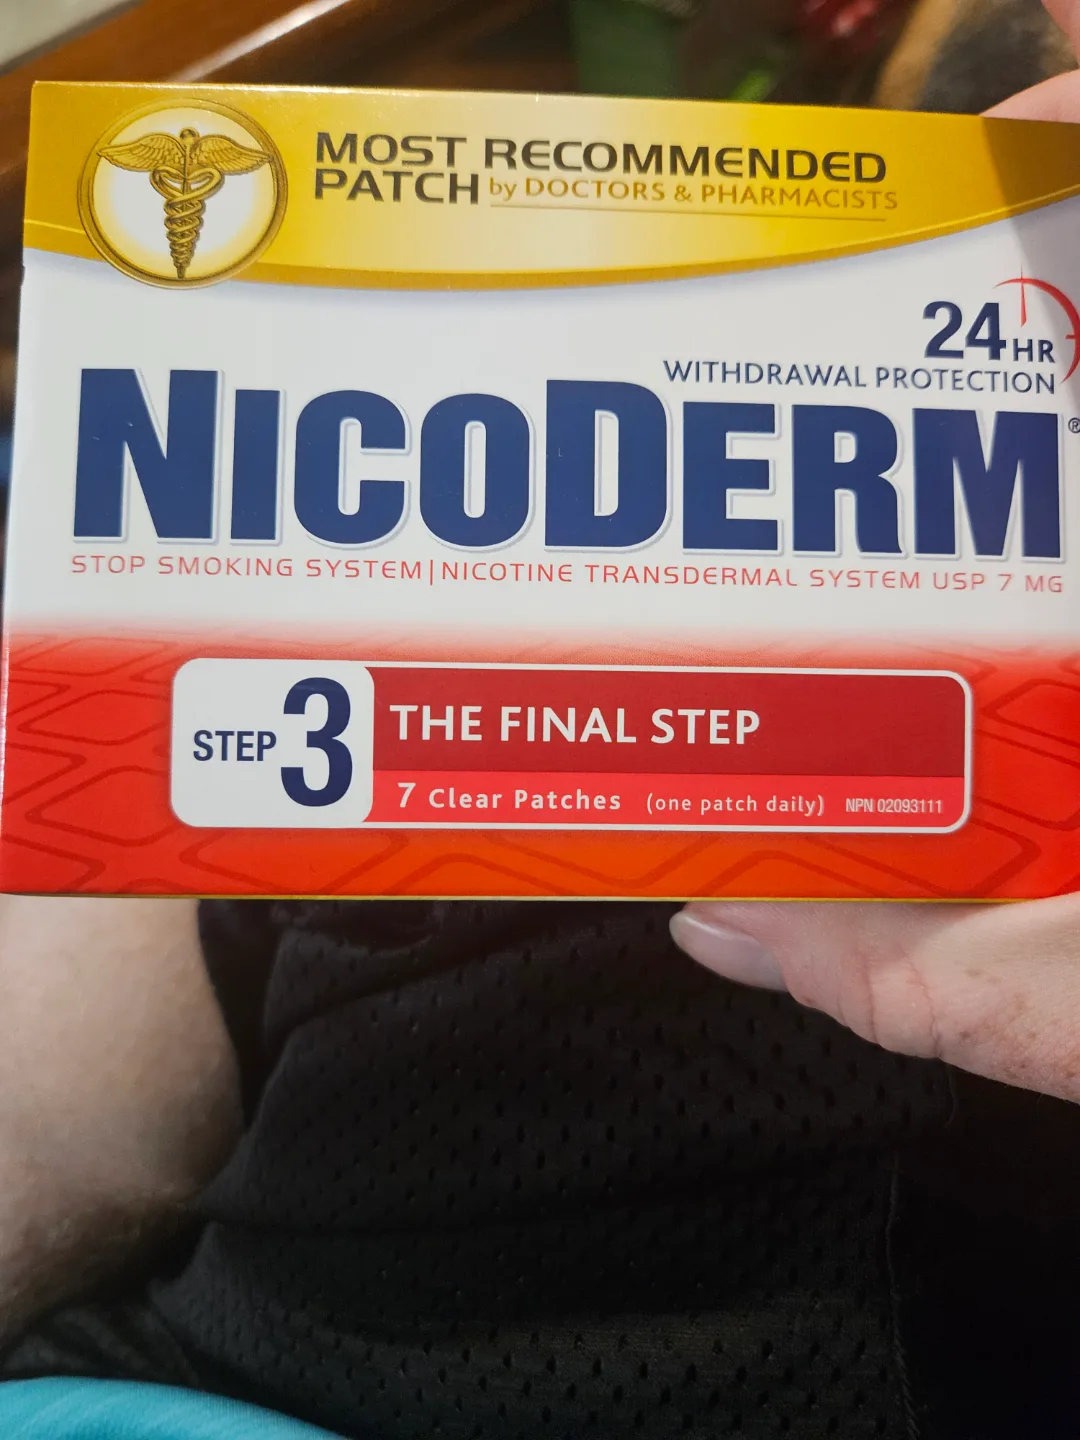 MOST RECOMMENDED
PATCH by DOCTORS & PHARMACISTS
24 HR
WITHDRAWAL PROTECTION
NICODERM®
STOP SMOKING SYSTEM | NICOTINE TRANSDERMAL SYSTEM USP 7 MG
STEP 3
THE FINAL STEP
7 Clear Patches (one patch daily) NPN 02093111